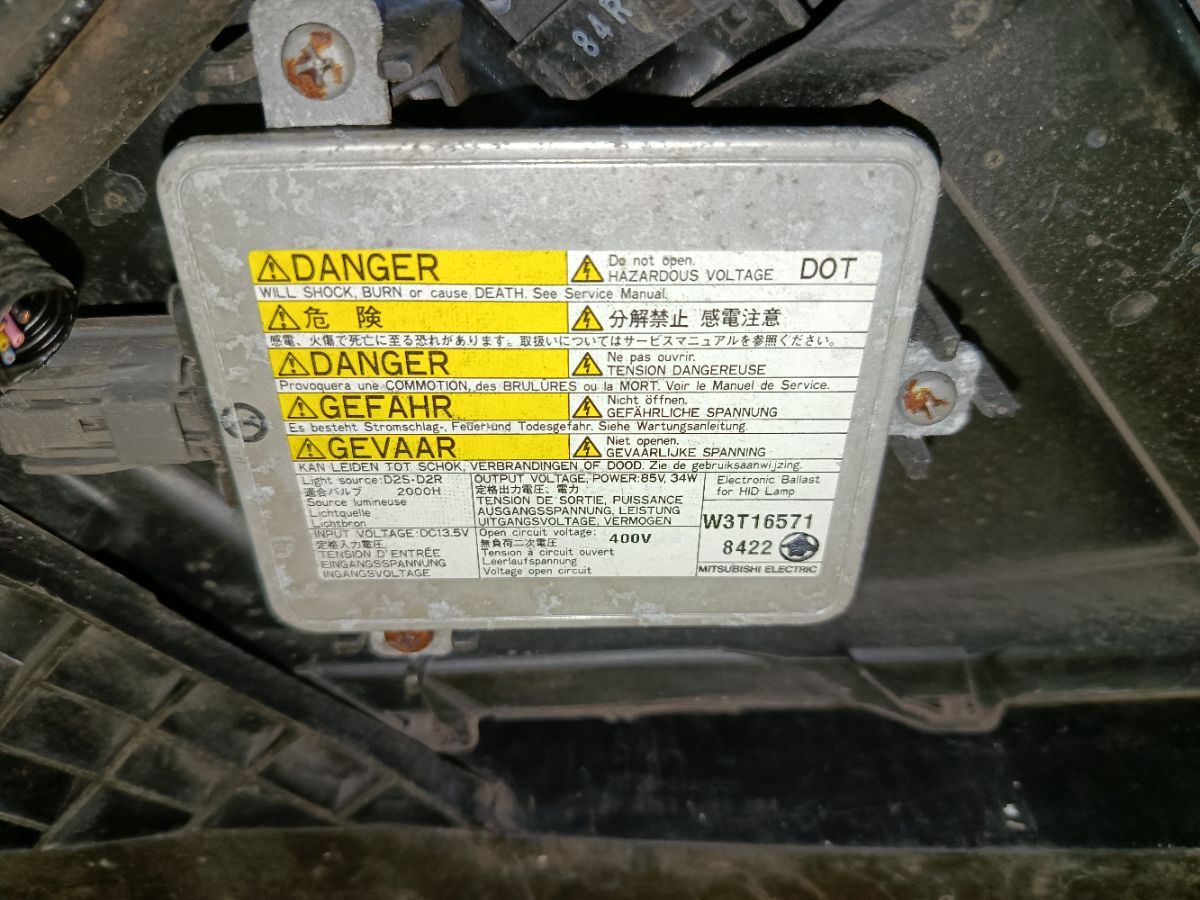 84R
DANGER
Do not open.
HAZARDOUS VOLTAGE
DOT
WILL SHOCK, BURN or cause DEATH. See Service Manual.
危 険
分解禁止 感電注意
感電、火傷で死亡に至る恐れがあります。取扱いについてはサービスマニュアルを参照ください。
DANGER
Ne pas ouvrir.
TENSION DANGEREUSE
Provoquera une COMMOTION, des BRULURES ou la MORT. Voir le Manuel de Service.
GEFAHR
Nicht öffnen.
GEFÄHRLICHE SPANNUNG
Es besteht Stromschlag-, Feuer-und Todesgefahr. Siehe Wartungsanleitung.
GEVAAR
Niet openen.
GEVAARLIJKE SPANNING
KAN LEIDEN TOT SCHOK, VERBRANDINGEN OF DOOD. Zie de gebruiksaanwijzing.
Light source:D2S·D2R
適合バルブ 2000H
Source lumineuse
Lichtquelle
Lichtbron
OUTPUT VOLTAGE, POWER:85V, 34W
定格出力電圧、電力
TENSION DE SORTIE, PUISSANCE
AUSGANGSSPANNUNG, LEISTUNG
UITGANGSVOLTAGE, VERMOGEN
Electronic Ballast
for HID Lamp
INPUT VOLTAGE:DC13.5V
定格入力電圧
TENSION D'ENTRÉE
EINGANGSSPANNUNG
INGANGSVOLTAGE
Open circuit voltage: 400V
無負荷二次電圧
Tension à circuit ouvert
Leerlaufspannung
Voltage open circuit
W3T16571
8422
MITSUBISHI ELECTRIC